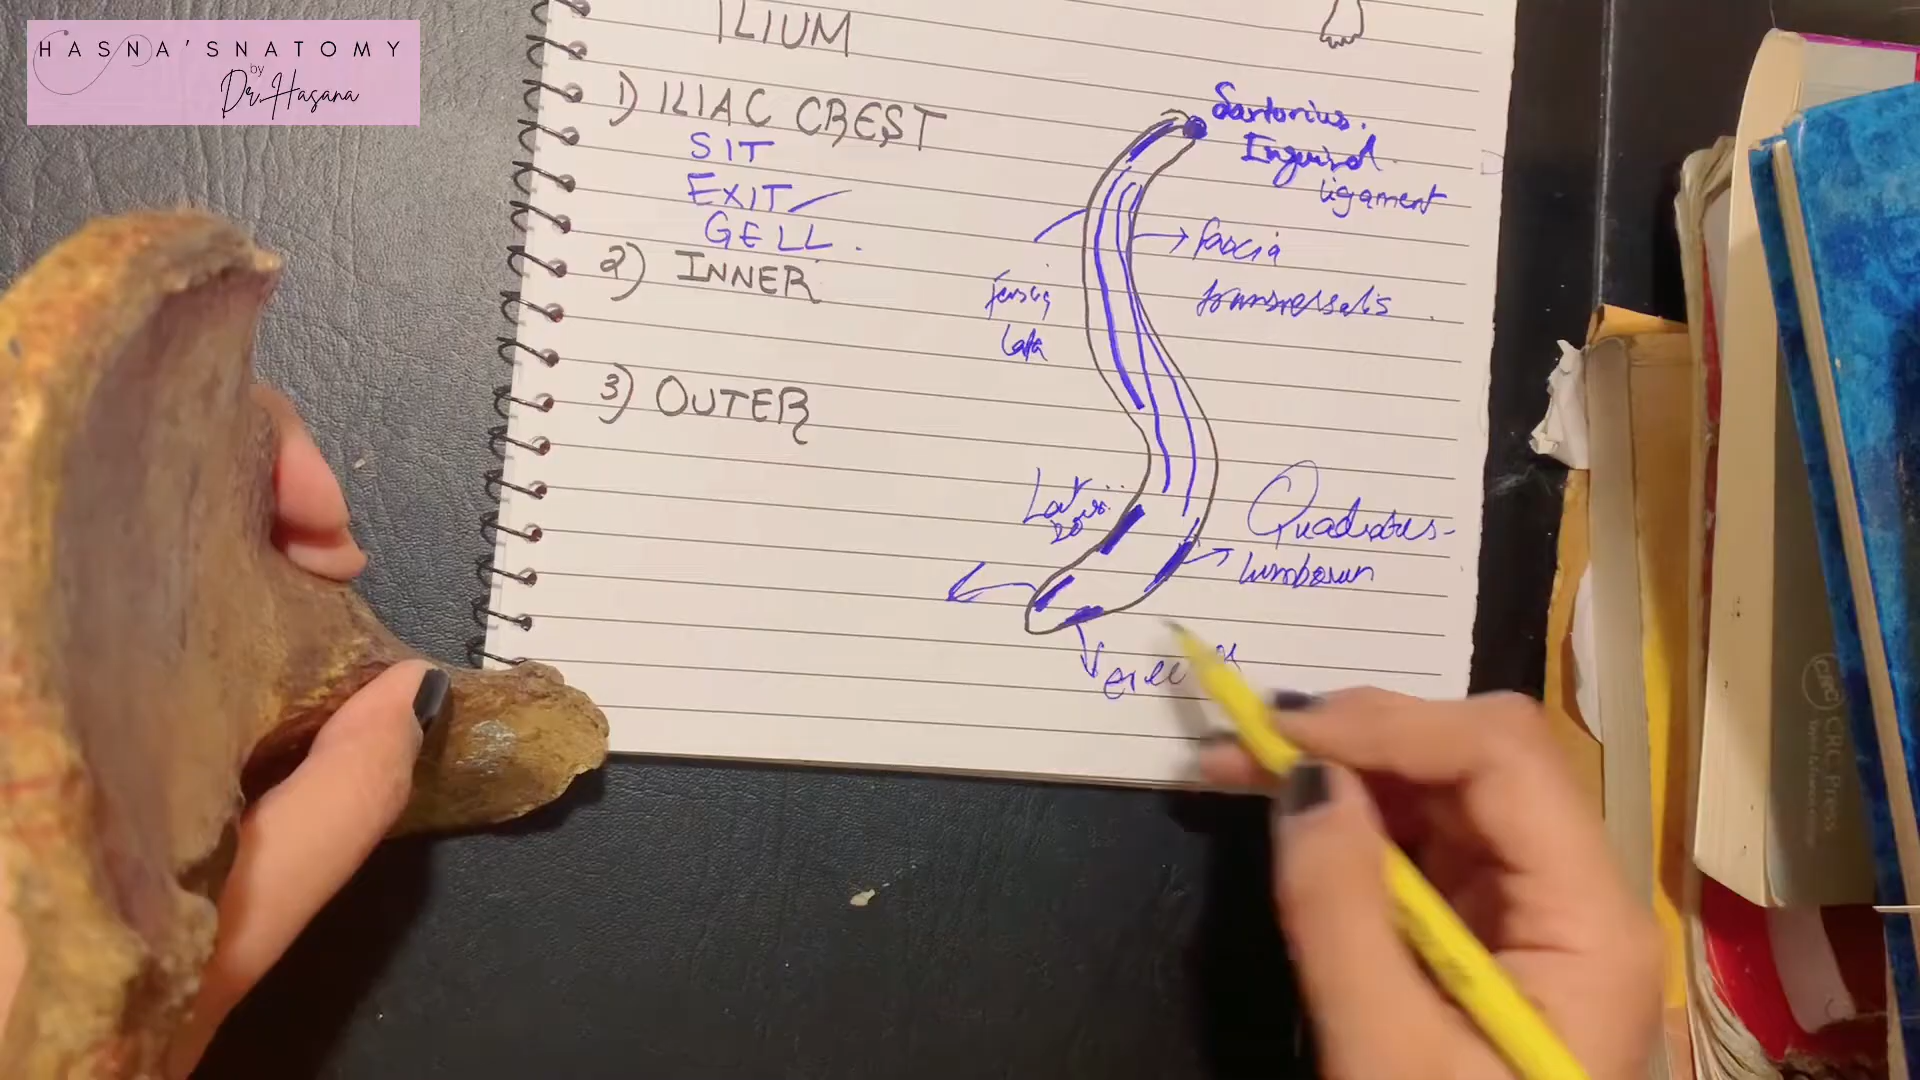 HASNA'SNATOMY
by
Dr.Hasana
ILIUM
1) ILIAC CREST
SIT
EXIT
GELL.
2) INNER
3) OUTER
Sartorius.
Inguinal
ligament
fascia
transversalis
fascia
lata
Quadratus-
lumborum
CRC Press